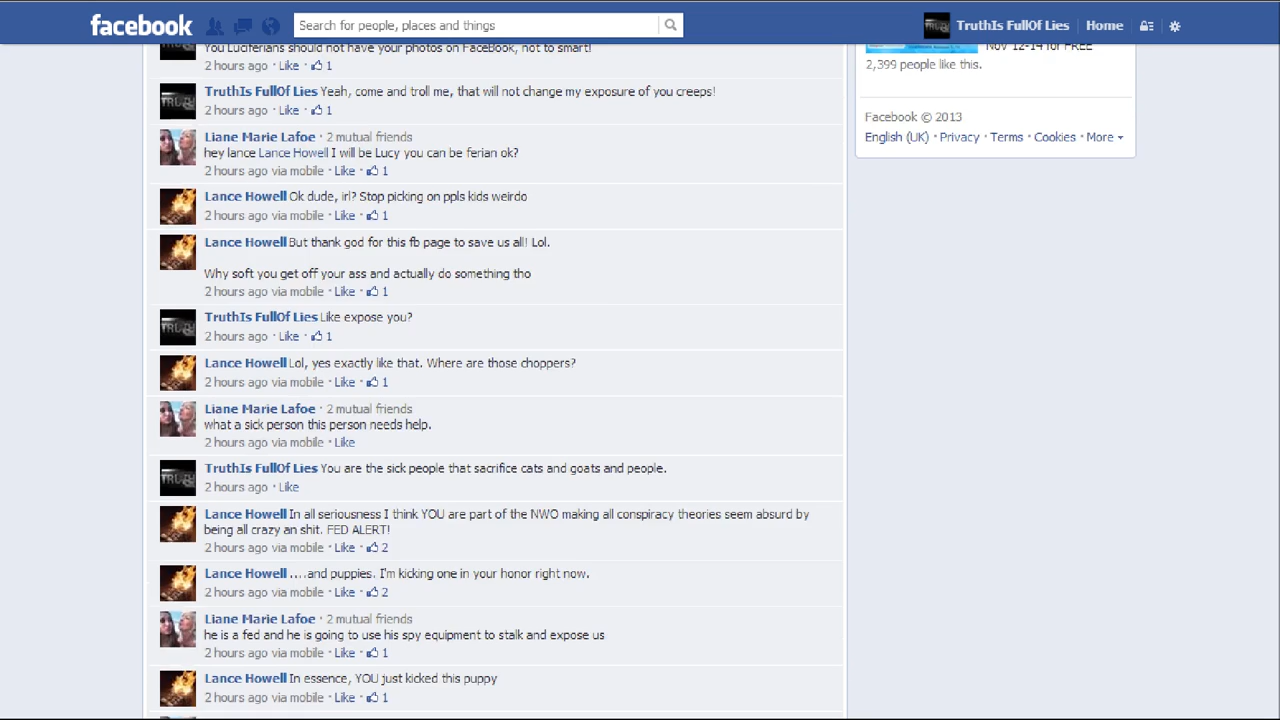 facebook
Search for people, places and things
TruthIs FullOf Lies
Home
You Luciferians should not have your photos on FaceBook, not to smart!
2 hours ago · Like · 1
TruthIs FullOf Lies Yeah, come and troll me, that will not change my exposure of you creeps!
2 hours ago · Like · 1
Liane Marie Lafoe · 2 mutual friends
hey lance Lance Howell I will be Lucy you can be ferian ok?
2 hours ago via mobile · Like · 1
Lance Howell Ok dude, irl? Stop picking on ppls kids weirdo
2 hours ago via mobile · Like · 1
Lance Howell But thank god for this fb page to save us all! Lol.
Why soft you get off your ass and actually do something tho
2 hours ago via mobile · Like · 1
TruthIs FullOf Lies Like expose you?
2 hours ago · Like · 1
Lance Howell Lol, yes exactly like that. Where are those choppers?
2 hours ago via mobile · Like · 1
Liane Marie Lafoe · 2 mutual friends
what a sick person this person needs help.
2 hours ago via mobile · Like
TruthIs FullOf Lies You are the sick people that sacrifice cats and goats and people.
2 hours ago · Like
Lance Howell In all seriousness I think YOU are part of the NWO making all conspiracy theories seem absurd by
being all crazy an shit. FED ALERT!
2 hours ago via mobile · Like · 2
Lance Howell ....and puppies. I'm kicking one in your honor right now.
2 hours ago via mobile · Like · 2
Liane Marie Lafoe · 2 mutual friends
he is a fed and he is going to use his spy equipment to stalk and expose us
2 hours ago via mobile · Like · 1
Lance Howell In essence, YOU just kicked this puppy
2 hours ago via mobile · Like · 1
Nov 12-14 for FREE
2,399 people like this.
Facebook © 2013
English (UK) · Privacy · Terms · Cookies · More